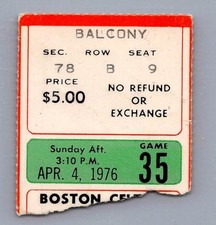 BALCONY
SEC. ROW SEAT
78 B 9
PRICE
$5.00
NO REFUND
OR
EXCHANGE
Sunday Aft.
3:10 P.M.
APR. 4, 1976
GAME
35
BOSTON